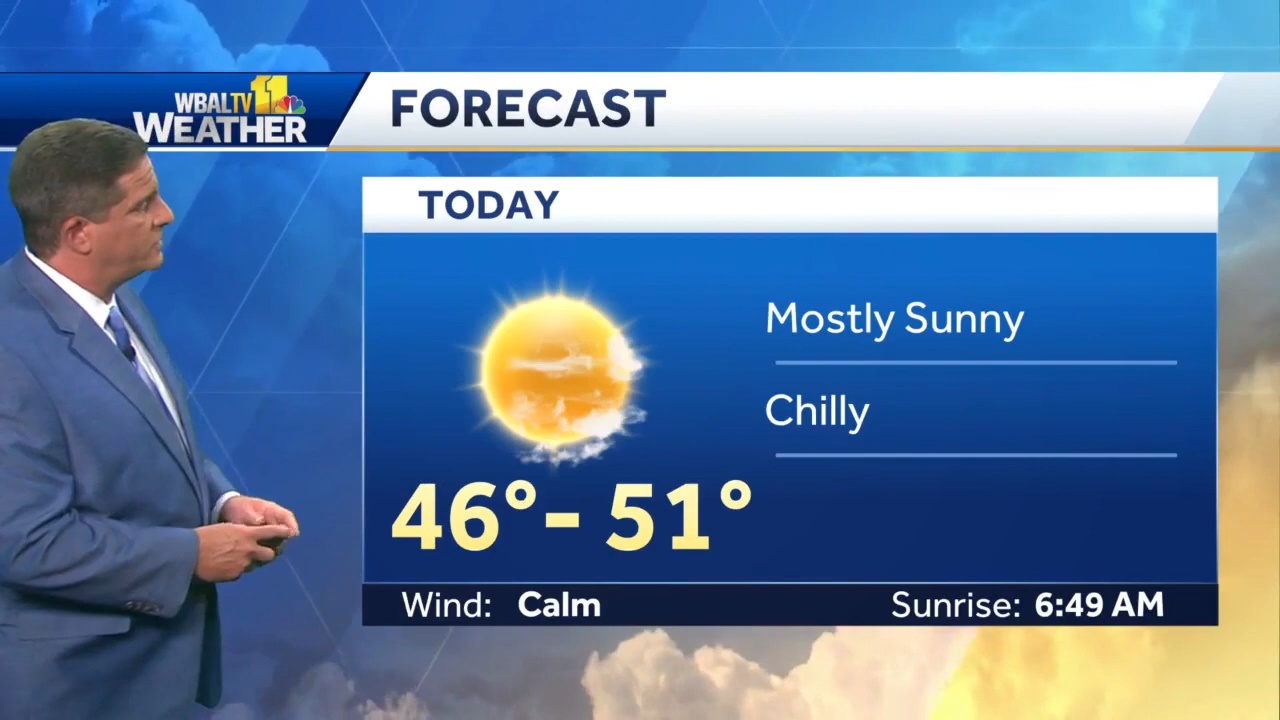 WBALTV 11
WEATHER
FORECAST
TODAY
Mostly Sunny
Chilly
46°- 51°
Wind: Calm
Sunrise: 6:49 AM